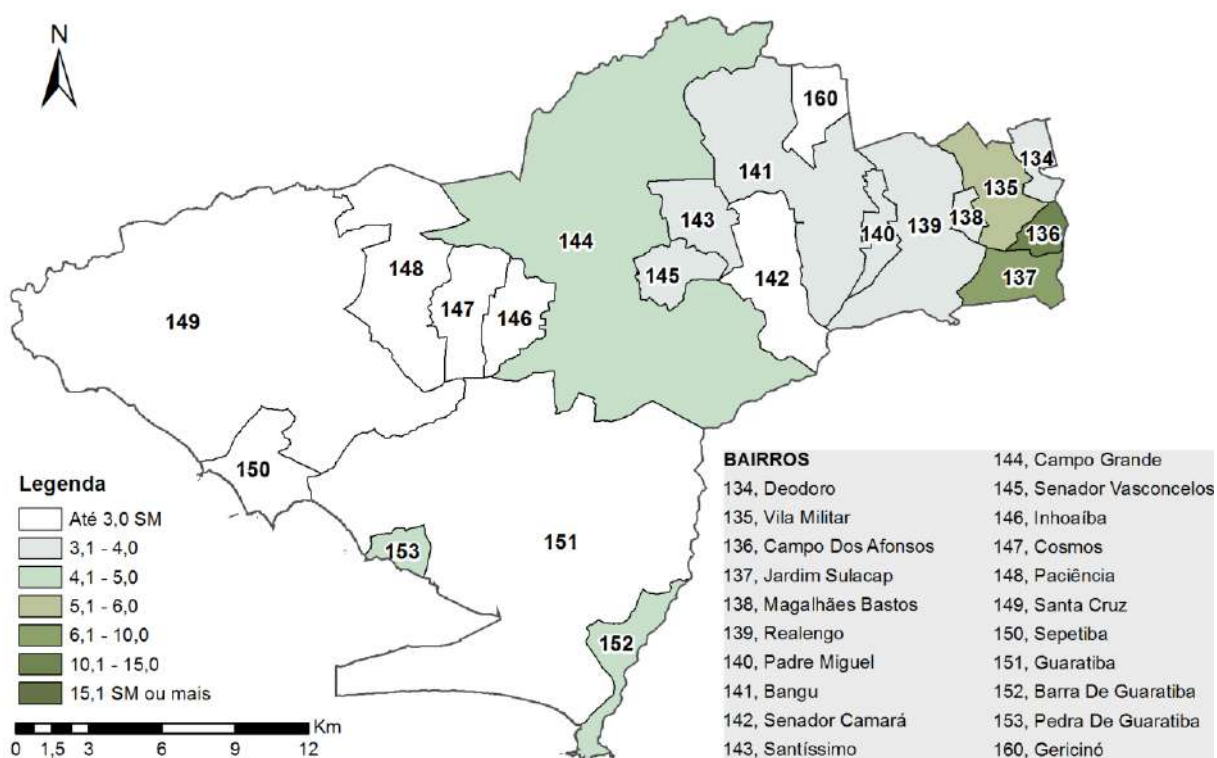 N
160
134
141
135
138
136
143
140
139
144
145
142
137
148
147
146
149
150
151
153
152
Legenda
Até 3,0 SM
3,1 - 4,0
4,1 - 5,0
5,1 - 6,0
6,1 - 10,0
10,1 - 15,0
15,1 SM ou mais
Km
0 1,5 3 6 9 12
BAIRROS
134, Deodoro
135, Vila Militar
136, Campo Dos Afonsos
137, Jardim Sulacap
138, Magalhães Bastos
139, Realengo
140, Padre Miguel
141, Bangu
142, Senador Camará
143, Santíssimo
144, Campo Grande
145, Senador Vasconcelos
146, Inhoaíba
147, Cosmos
148, Paciência
149, Santa Cruz
150, Sepetiba
151, Guaratiba
152, Barra De Guaratiba
153, Pedra De Guaratiba
160, Gericinó